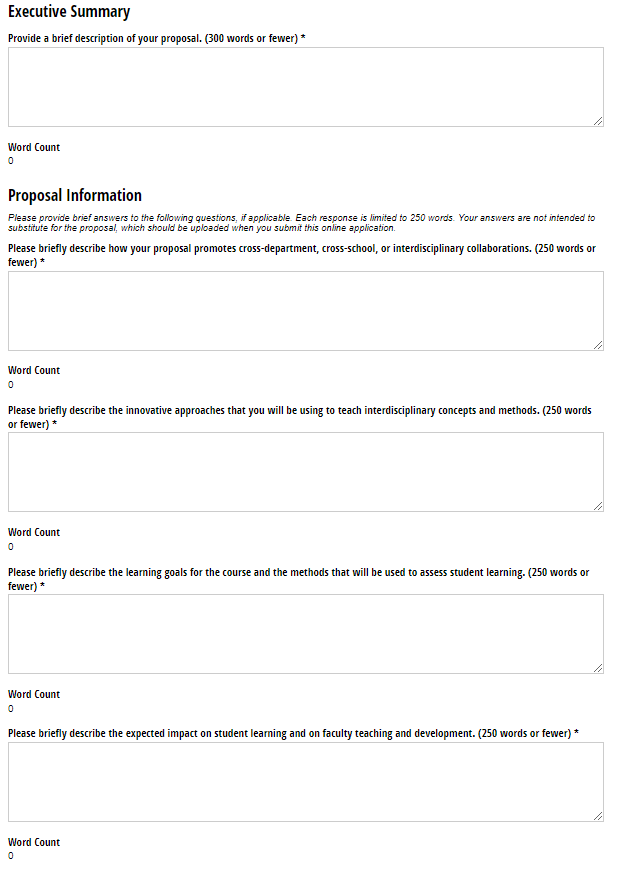 Executive Summary
Provide a brief description of your proposal. (300 words or fewer) *
Word Count
0
Proposal Information
Please provide brief answers to the following questions, if applicable. Each response is limited to 250 words. Your answers are not intended to
substitute for the proposal, which should be uploaded when you submit this online application.
Please briefly describe how your proposal promotes cross-department, cross-school, or interdisciplinary collaborations. (250 words or
fewer) *
Word Count
0
Please briefly describe the innovative approaches that you will be using to teach interdisciplinary concepts and methods. (250 words
or fewer) *
Word Count
0
Please briefly describe the learning goals for the course and the methods that will be used to assess student learning. (250 words or
fewer) *
Word Count
0
Please briefly describe the expected impact on student learning and on faculty teaching and development. (250 words or fewer) *
Word Count
0